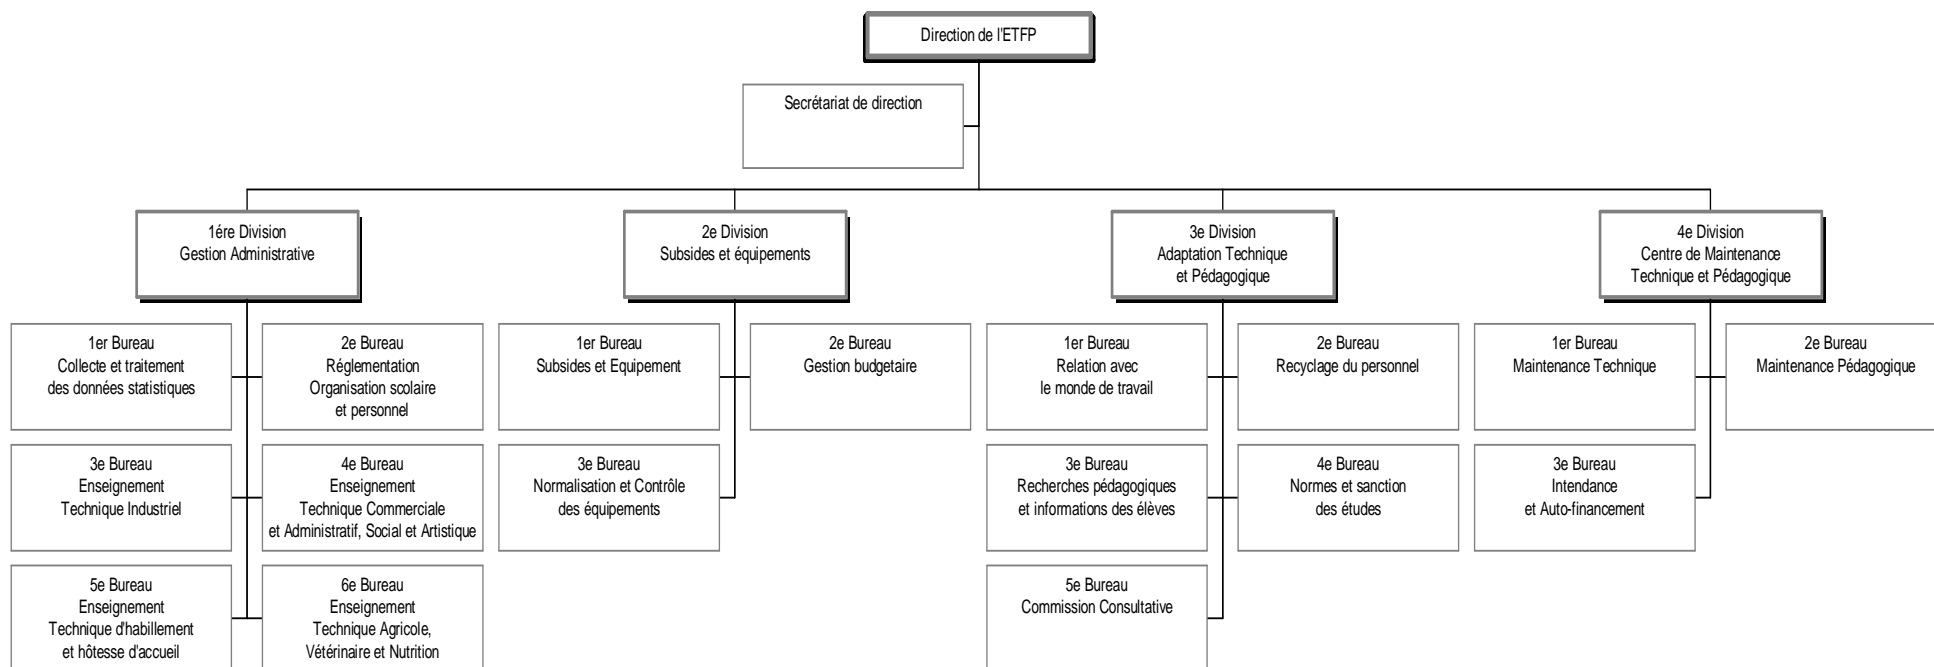 Direction de l'ETFP
Secrétariat de direction
1ére Division
Gestion Administrative
2e Division
Subsides et équipements
3e Division
Adaptation Technique
et Pédagogique
4e Division
Centre de Maintenance
Technique et Pédagogique
1er Bureau
Collecte et traitement
des données statistiques
2e Bureau
Réglementation
Organisation scolaire
et personnel
1er Bureau
Subsides et Equipement
2e Bureau
Gestion budgetaire
1er Bureau
Relation avec
le monde de travail
2e Bureau
Recyclage du personnel
1er Bureau
Maintenance Technique
2e Bureau
Maintenance Pédagogique
3e Bureau
Enseignement
Technique Industriel
4e Bureau
Enseignement
Technique Commerciale
et Administratif, Social et Artistique
3e Bureau
Normalisation et Contrôle
des équipements
3e Bureau
Recherches pédagogiques
et informations des élèves
4e Bureau
Normes et sanction
des études
3e Bureau
Intendance
et Auto-financement
5e Bureau
Enseignement
Technique d'habillement
et hôtesse d'accueil
6e Bureau
Enseignement
Technique Agricole,
Vétérinaire et Nutrition
5e Bureau
Commission Consultative